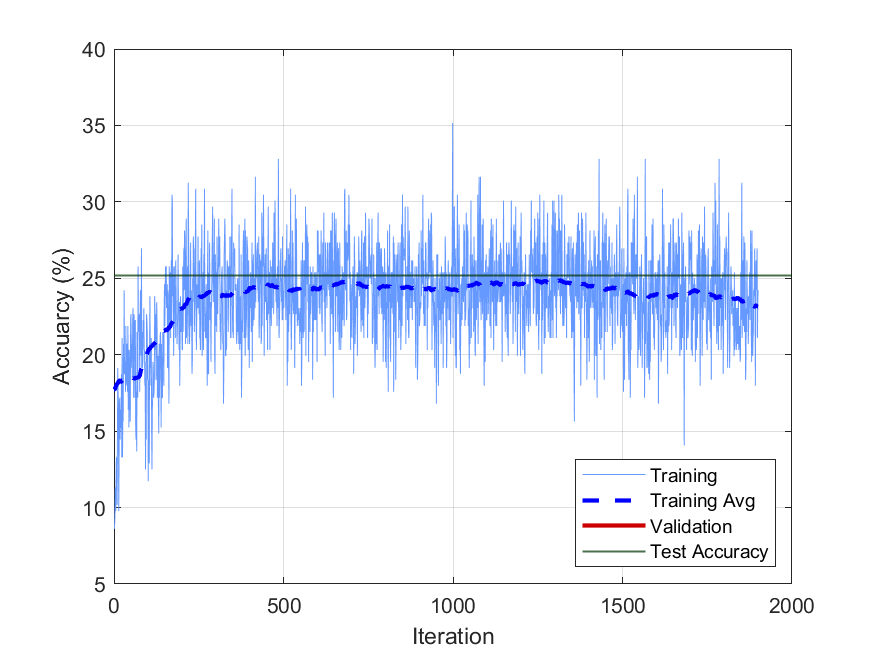 40
35
30
25
20
15
10
5
0
500
1000
1500
2000
Accuarcy (%)
Iteration
Training
Training Avg
Validation
Test Accuracy